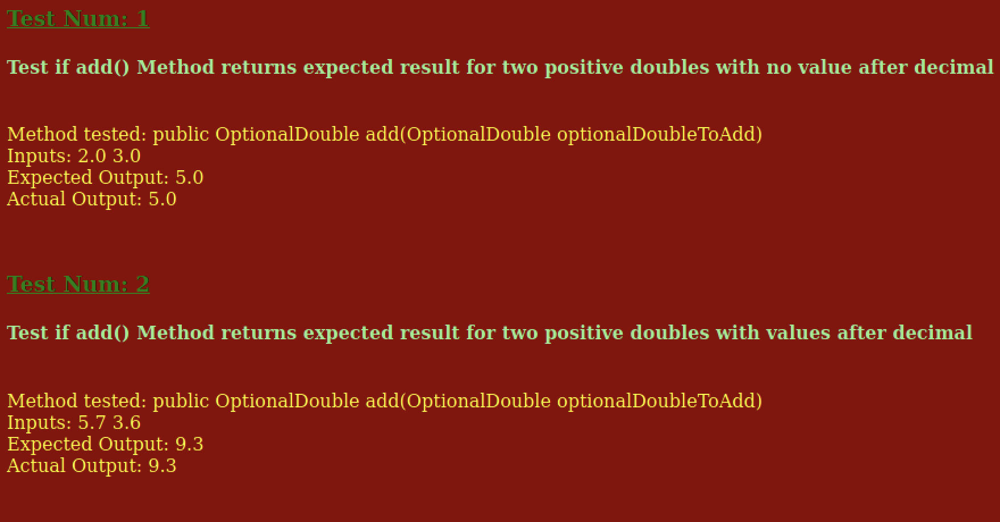 Test Num: 1
Test if add() Method returns expected result for two positive doubles with no value after decimal
Method tested: public OptionalDouble add(OptionalDouble optionalDoubleToAdd)
Inputs: 2.0 3.0
Expected Output: 5.0
Actual Output: 5.0
Test Num: 2
Test if add() Method returns expected result for two positive doubles with values after decimal
Method tested: public OptionalDouble add(OptionalDouble optionalDoubleToAdd)
Inputs: 5.7 3.6
Expected Output: 9.3
Actual Output: 9.3